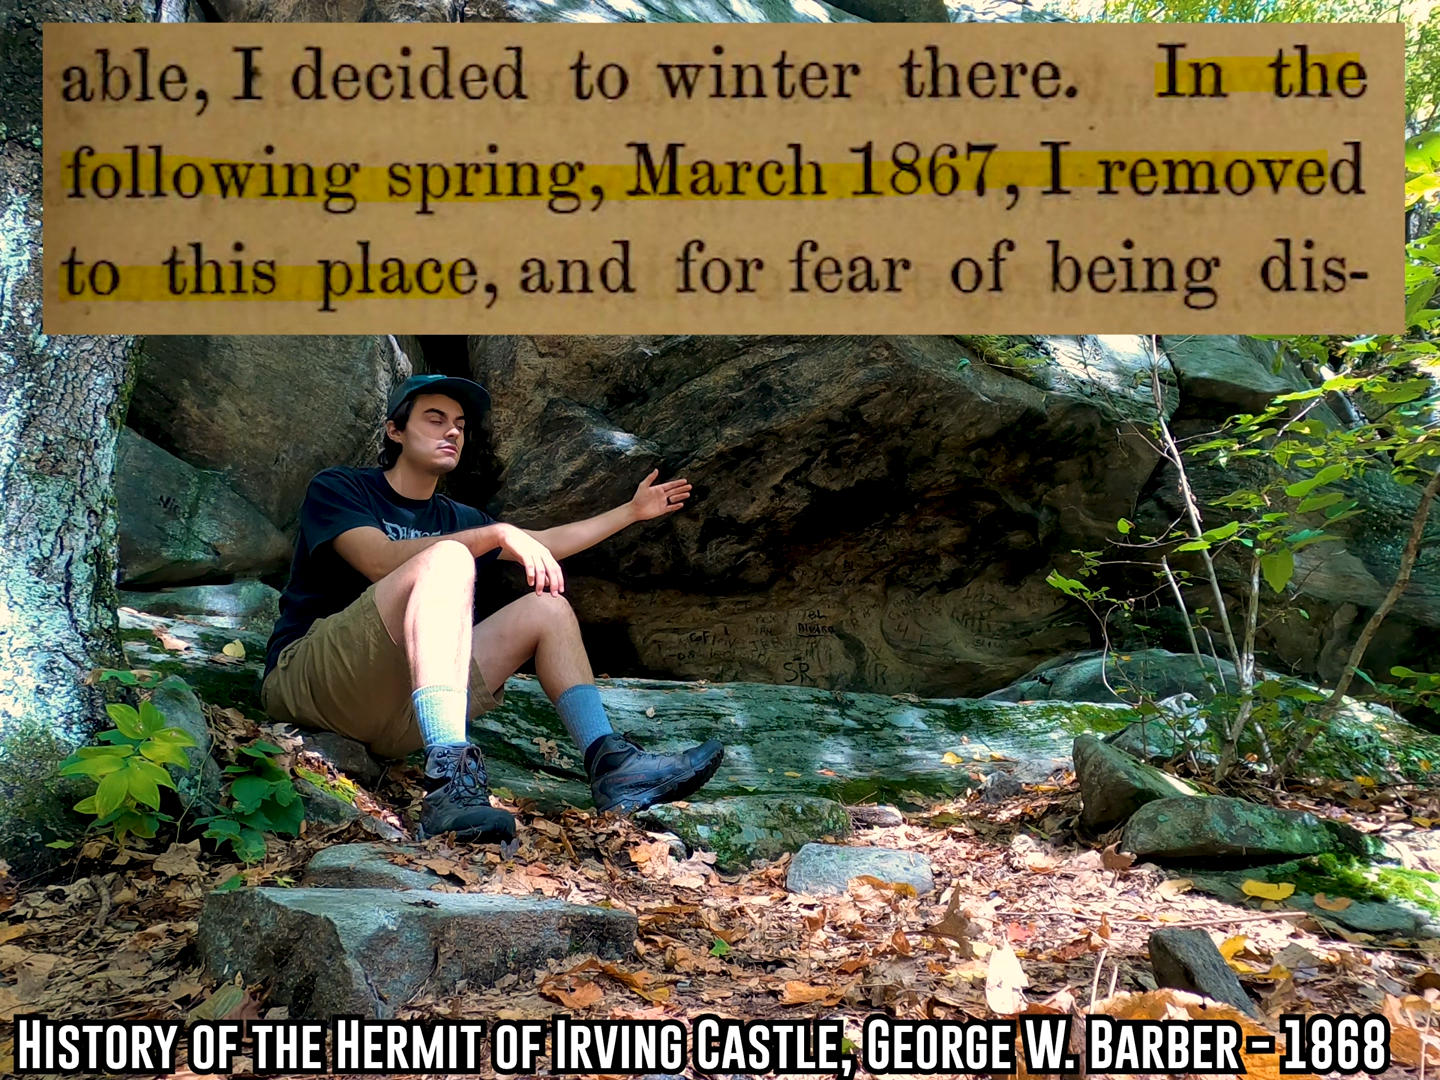 able, I decided to winter there. In the
following spring, March 1867, I removed
to this place, and for fear of being dis-
SR
History of the Hermit of Irving Castle, George W. Barber – 1868